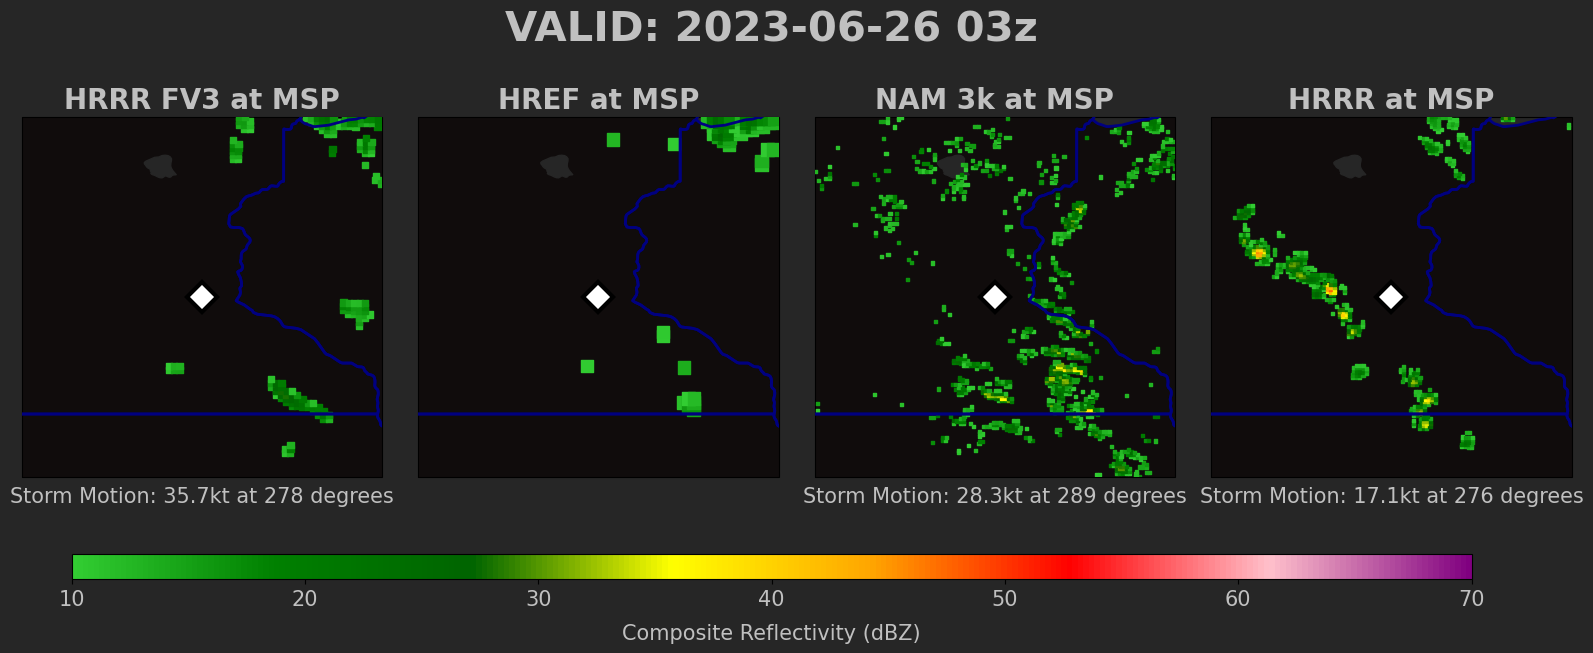 VALID: 2023-06-26 03z
HRRR FV3 at MSP
HREF at MSP
NAM 3k at MSP
HRRR at MSP
Storm Motion: 35.7kt at 278 degrees
Storm Motion: 28.3kt at 289 degrees
Storm Motion: 17.1kt at 276 degrees
10 20 30 40 50 60 70
Composite Reflectivity (dBZ)